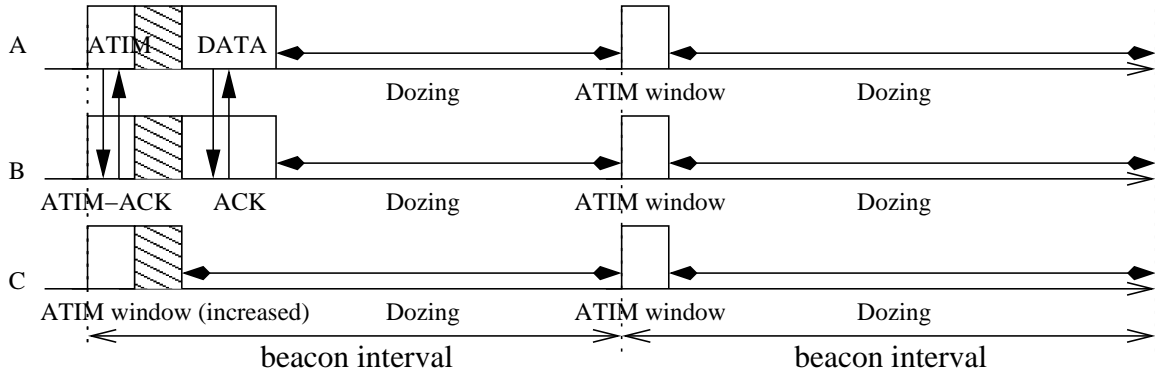 A ATIM DATA
Dozing ATIM window Dozing
B
ATIM−ACK ACK Dozing ATIM window Dozing
C
ATIM window (increased) Dozing ATIM window Dozing
beacon interval beacon interval